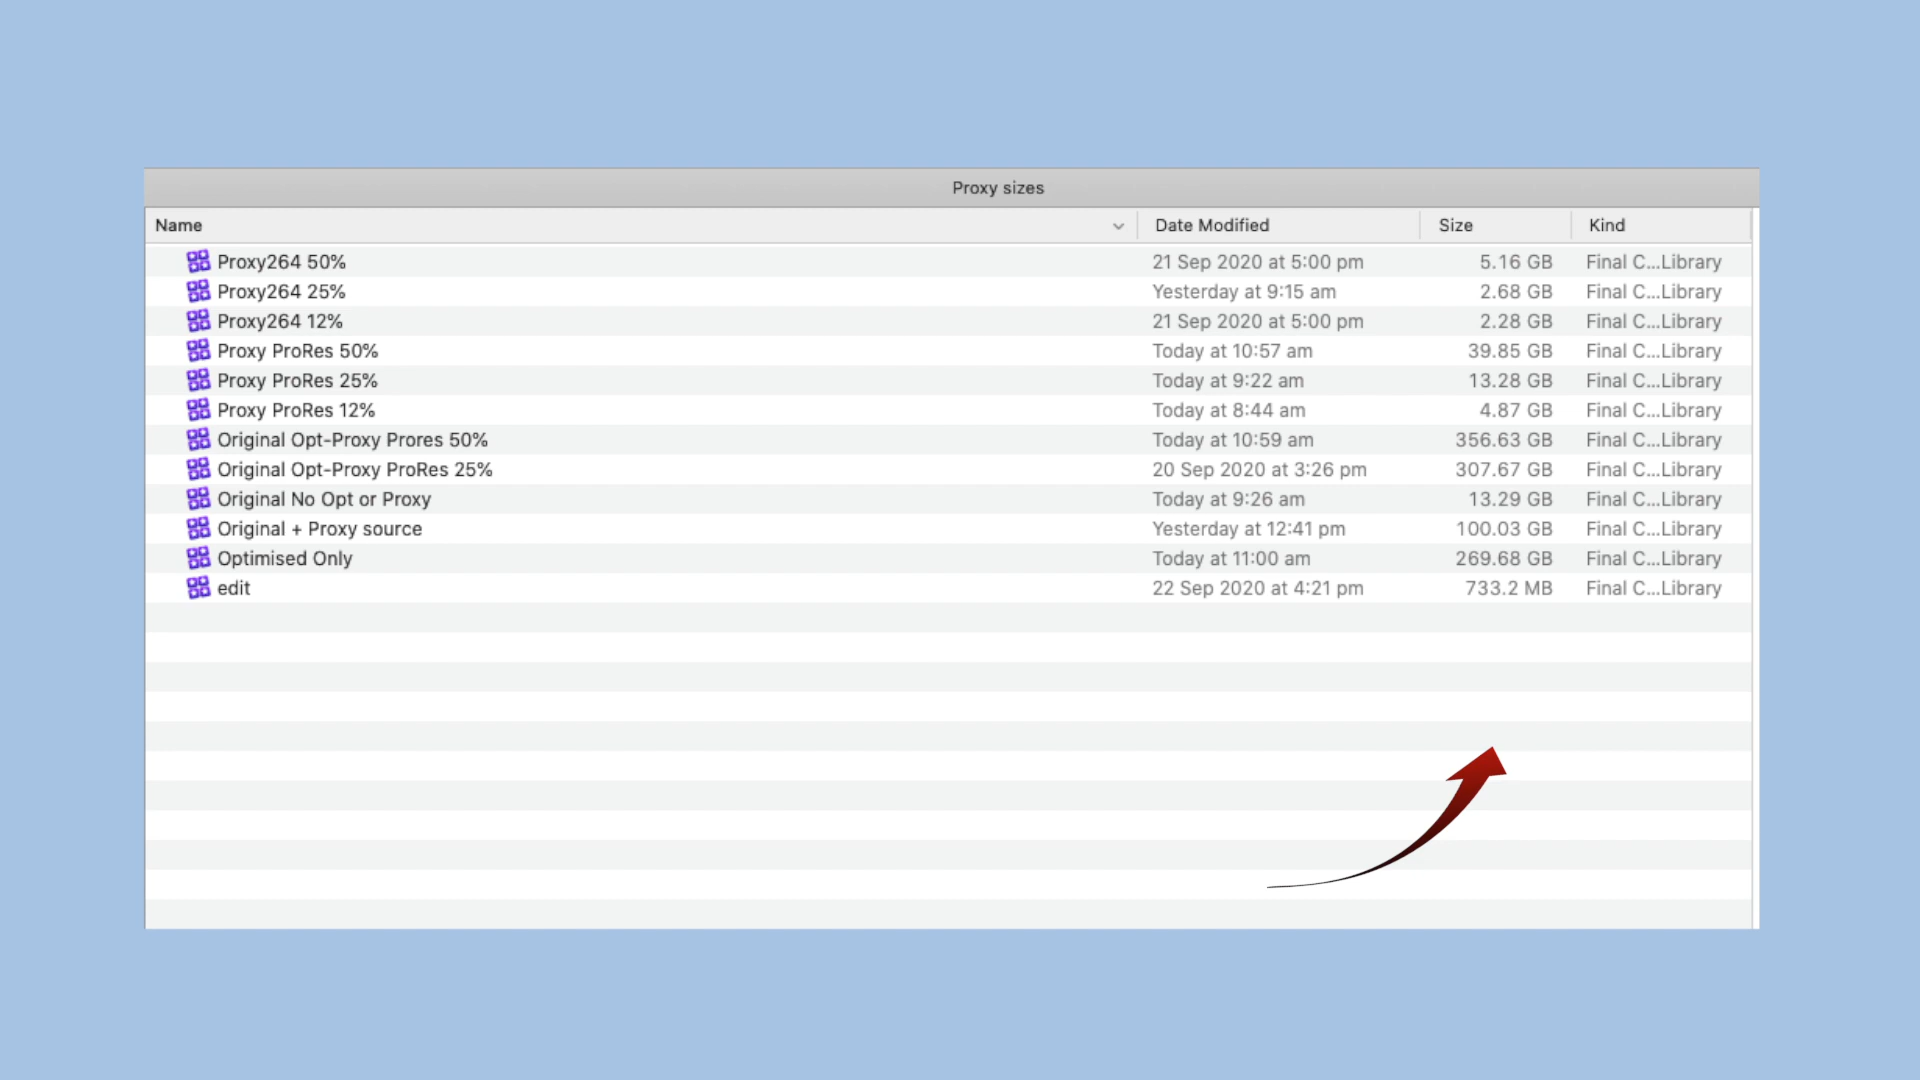 Proxy sizes
Name Date Modified Size Kind
Proxy264 50% 21 Sep 2020 at 5:00 pm 5.16 GB Final C...Library
Proxy264 25% Yesterday at 9:15 am 2.68 GB Final C...Library
Proxy264 12% 21 Sep 2020 at 5:00 pm 2.28 GB Final C...Library
Proxy ProRes 50% Today at 10:57 am 39.85 GB Final C...Library
Proxy ProRes 25% Today at 9:22 am 13.28 GB Final C...Library
Proxy ProRes 12% Today at 8:44 am 4.87 GB Final C...Library
Original Opt-Proxy Prores 50% Today at 10:59 am 356.63 GB Final C...Library
Original Opt-Proxy ProRes 25% 20 Sep 2020 at 3:26 pm 307.67 GB Final C...Library
Original No Opt or Proxy Today at 9:26 am 13.29 GB Final C...Library
Original + Proxy source Yesterday at 12:41 pm 100.03 GB Final C...Library
Optimised Only Today at 11:00 am 269.68 GB Final C...Library
edit 22 Sep 2020 at 4:21 pm 733.2 MB Final C...Library